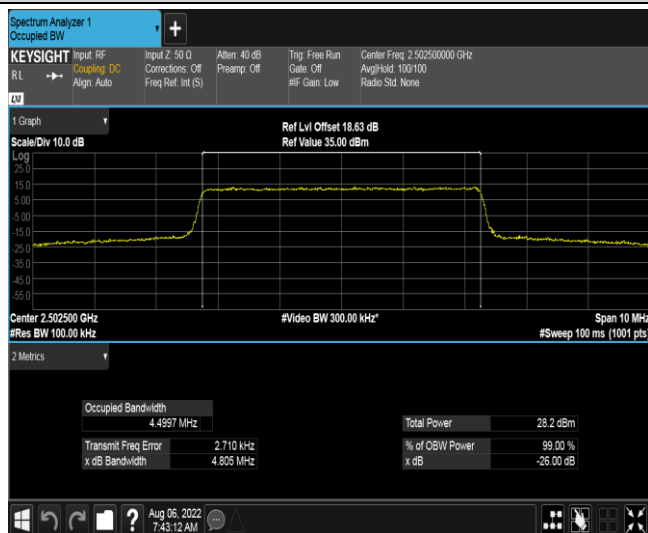 Spectrum Analyzer 1
Occupied BW
+
KEYSIGHT
RL
LXI
Input: RF
Coupling: DC
Align: Auto
Input Z: 50 Ω
Corrections: Off
Freq Ref: Int (S)
Atten: 40 dB
Preamp: Off
Trig: Free Run
Gate: Off
#IF Gain: Low
Center Freq: 2.502500000 GHz
Avg|Hold: 100/100
Radio Std: None
1 Graph
Scale/Div 10.0 dB
Ref Lvl Offset 18.63 dB
Ref Value 35.00 dBm
Log
25.0
15.0
5.00
-5.00
-15.0
-25.0
-35.0
-45.0
-55.0
Center 2.502500 GHz
#Res BW 100.00 kHz
#Video BW 300.00 kHz*
Span 10 MHz
#Sweep 100 ms (1001 pts)
2 Metrics
Occupied Bandwidth
4.4997 MHz
Transmit Freq Error 2.710 kHz
x dB Bandwidth 4.805 MHz
Total Power 28.2 dBm
% of OBW Power 99.00 %
x dB -26.00 dB
?
Aug 06, 2022
7:43:12 AM